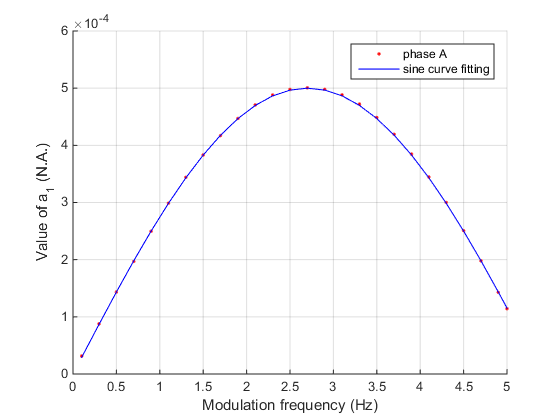 ×10⁻⁴
6
5
4
3
2
1
0
Value of a₁ (N.A.)
phase A
sine curve fitting
0 0.5 1 1.5 2 2.5 3 3.5 4 4.5 5
Modulation frequency (Hz)